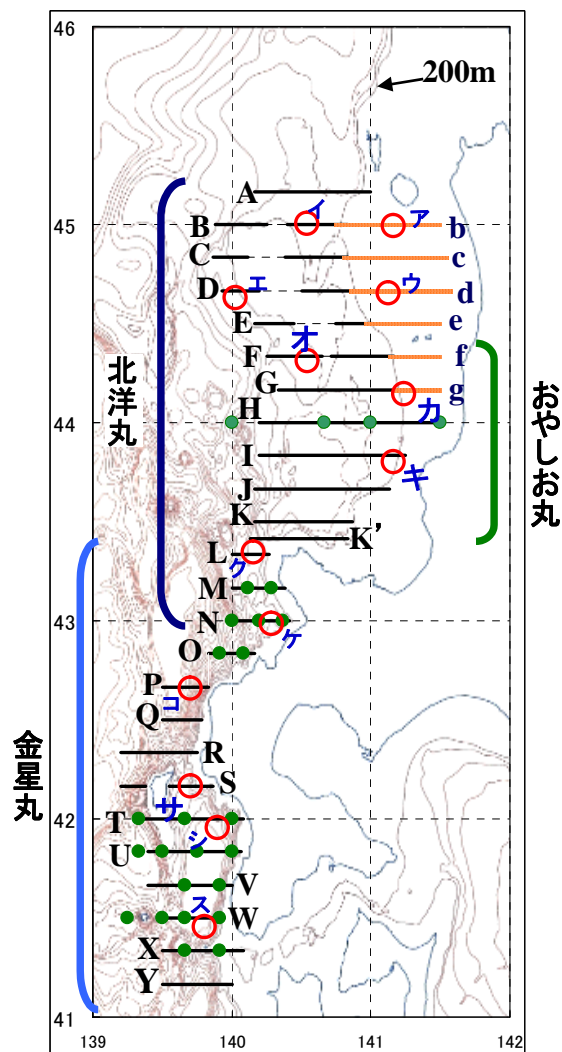 46
200m
A
イ
ア
45
B
b
C
c
D
エ
ウ
d
E
e
オ
F
f
G
g
北洋丸
おやしお丸
44
H
カ
I
キ
J
K
K’
L
ク
M
43
N
ケ
O
P
コ
Q
金星丸
R
S
サ
42
T
シ
U
V
ス
W
X
Y
41
139
140
141
142